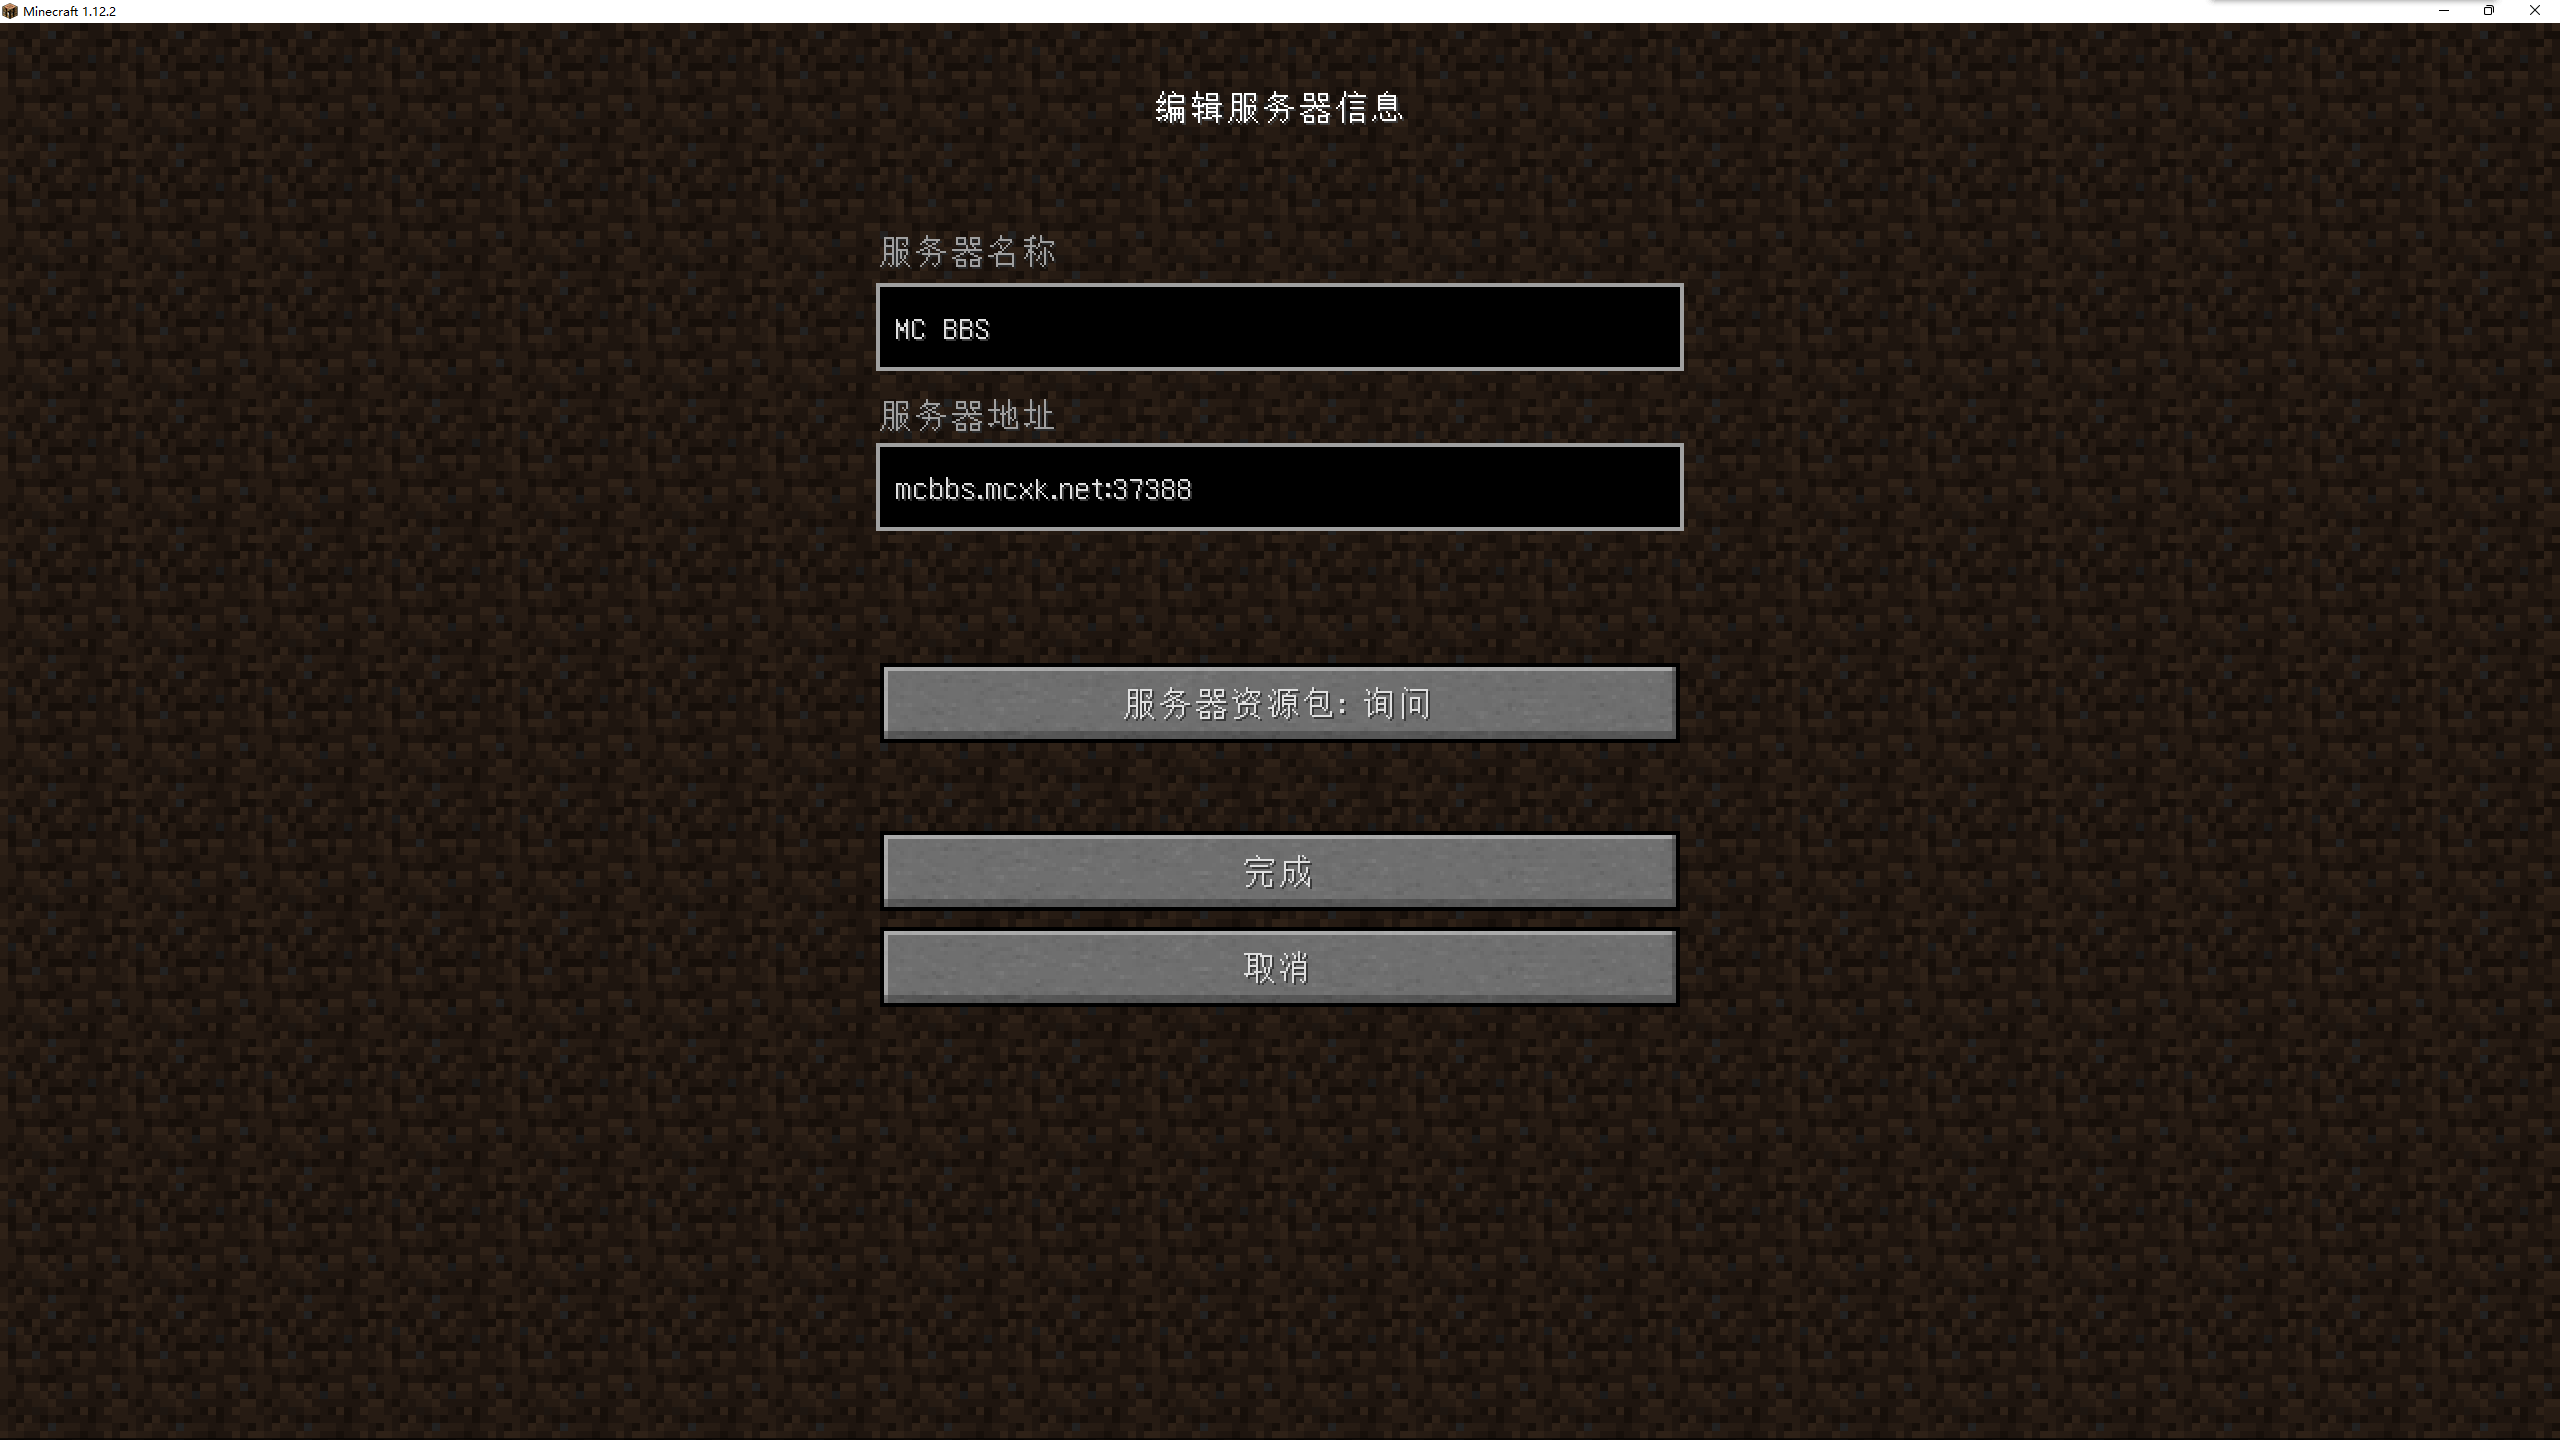 Minecraft 1.12.2
编辑服务器信息
服务器名称
MC BBS
服务器地址
mcbbs.mcxk.net:37388
服务器资源包: 询问
完成
取消